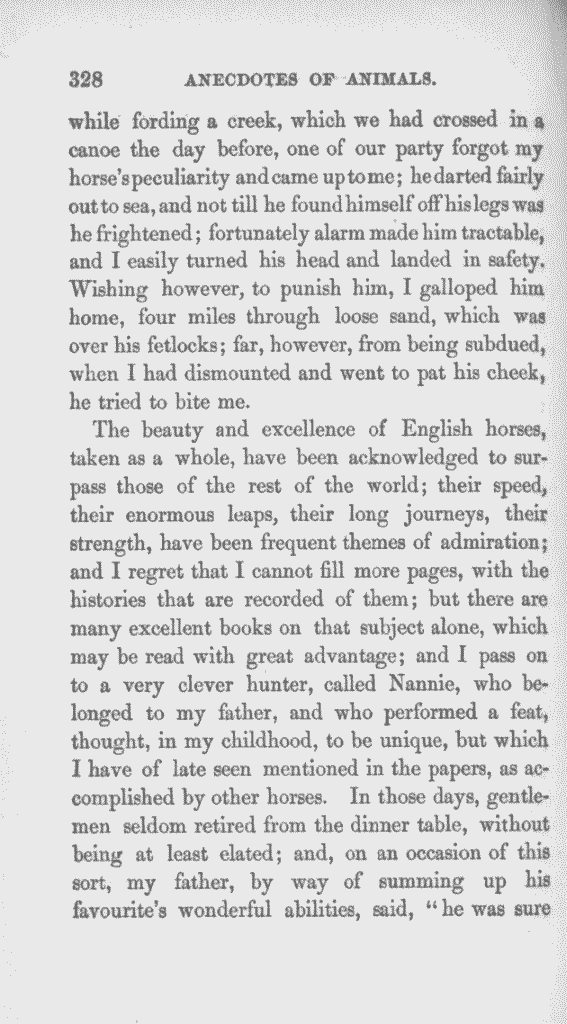 328 ANECDOTES OF ANIMALS.
while fording a creek, which we had crossed in a
canoe the day before, one of our party forgot my
horse's peculiarity and came up to me; he darted fairly
out to sea, and not till he found himself off his legs was
he frightened; fortunately alarm made him tractable,
and I easily turned his head and landed in safety.
Wishing however, to punish him, I galloped him
home, four miles through loose sand, which was
over his fetlocks; far, however, from being subdued,
when I had dismounted and went to pat his cheek,
he tried to bite me.
The beauty and excellence of English horses,
taken as a whole, have been acknowledged to sur-
pass those of the rest of the world; their speed,
their enormous leaps, their long journeys, their
strength, have been frequent themes of admiration;
and I regret that I cannot fill more pages, with the
histories that are recorded of them; but there are
many excellent books on that subject alone, which
may be read with great advantage; and I pass on
to a very clever hunter, called Nannie, who be-
longed to my father, and who performed a feat,
thought, in my childhood, to be unique, but which
I have of late seen mentioned in the papers, as ac-
complished by other horses. In those days, gentle-
men seldom retired from the dinner table, without
being at least elated; and, on an occasion of this
sort, my father, by way of summing up his
favourite's wonderful abilities, said, "he was sure